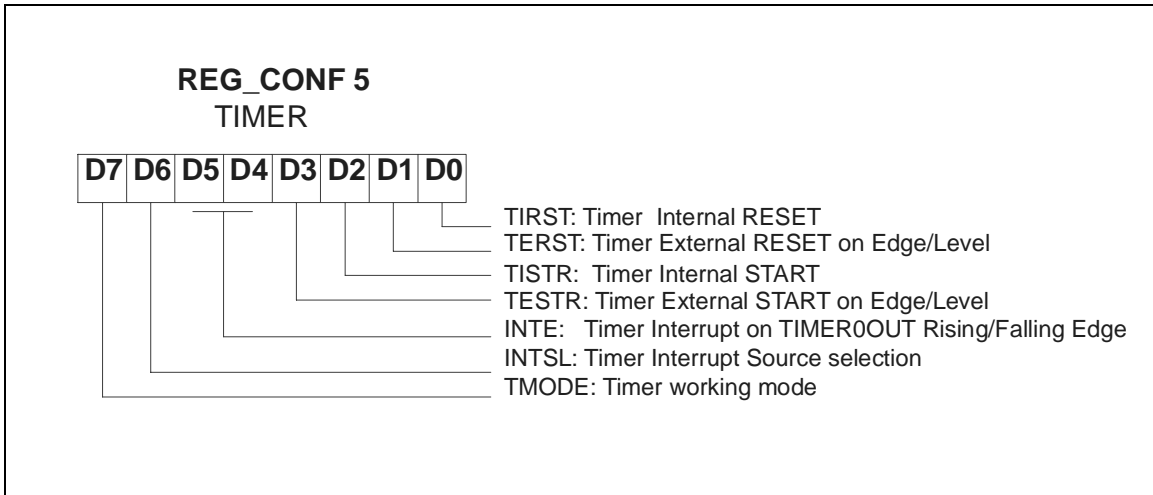 REG_CONF 5
TIMER
D7 D6 D5 D4 D3 D2 D1 D0
TIRST: Timer Internal RESET
TERST: Timer External RESET on Edge/Level
TISTR: Timer Internal START
TESTR: Timer External START on Edge/Level
INTE: Timer Interrupt on TIMER0OUT Rising/Falling Edge
INTSL: Timer Interrupt Source selection
TMODE: Timer working mode